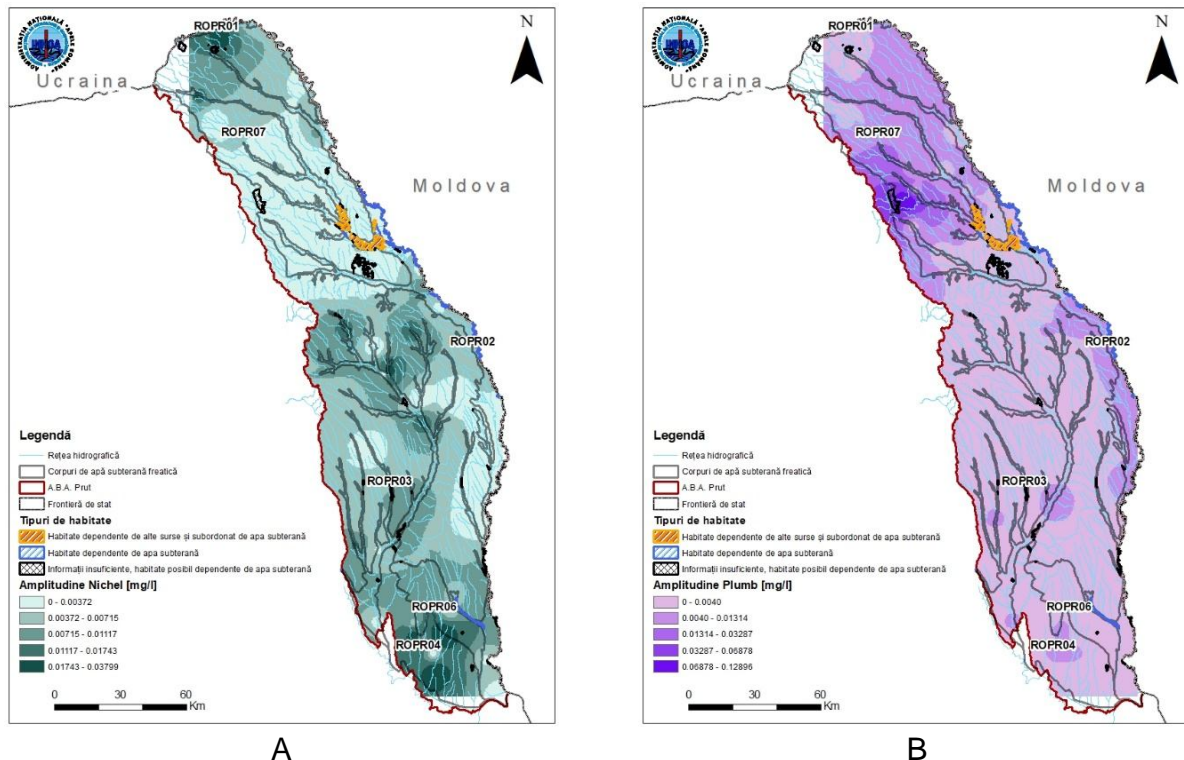 ROPR01
N
Ucraina
ROPR07
Moldova
ROPR02
ROPR03
ROPR06
ROPR04
Legendă
Rețea hidrografică
Corpuri de apă subterană freatică
A.B.A. Prut
Frontieră de stat
Tipuri de habitate
Habitate dependente de alte surse și subordonat de apa subterană
Habitate dependente de apa subterană
Informații insuficiente, habitate posibil dependente de apa subterană
Amplitudine Nichel [mg/l]
0 - 0.00372
0.00372 - 0.00715
0.00715 - 0.01117
0.01117 - 0.01743
0.01743 - 0.03799
0 30 60
Km
A
ROPR01
N
Ucraina
ROPR07
Moldova
ROPR02
ROPR03
ROPR06
ROPR04
Legendă
Rețea hidrografică
Corpuri de apă subterană freatică
A.B.A. Prut
Frontieră de stat
Tipuri de habitate
Habitate dependente de alte surse și subordonat de apa subterană
Habitate dependente de apa subterană
Informații insuficiente, habitate posibil dependente de apa subterană
Amplitudine Plumb [mg/l]
0 - 0.0040
0.0040 - 0.01314
0.01314 - 0.03287
0.03287 - 0.06878
0.06878 - 0.12896
0 30 60
Km
B